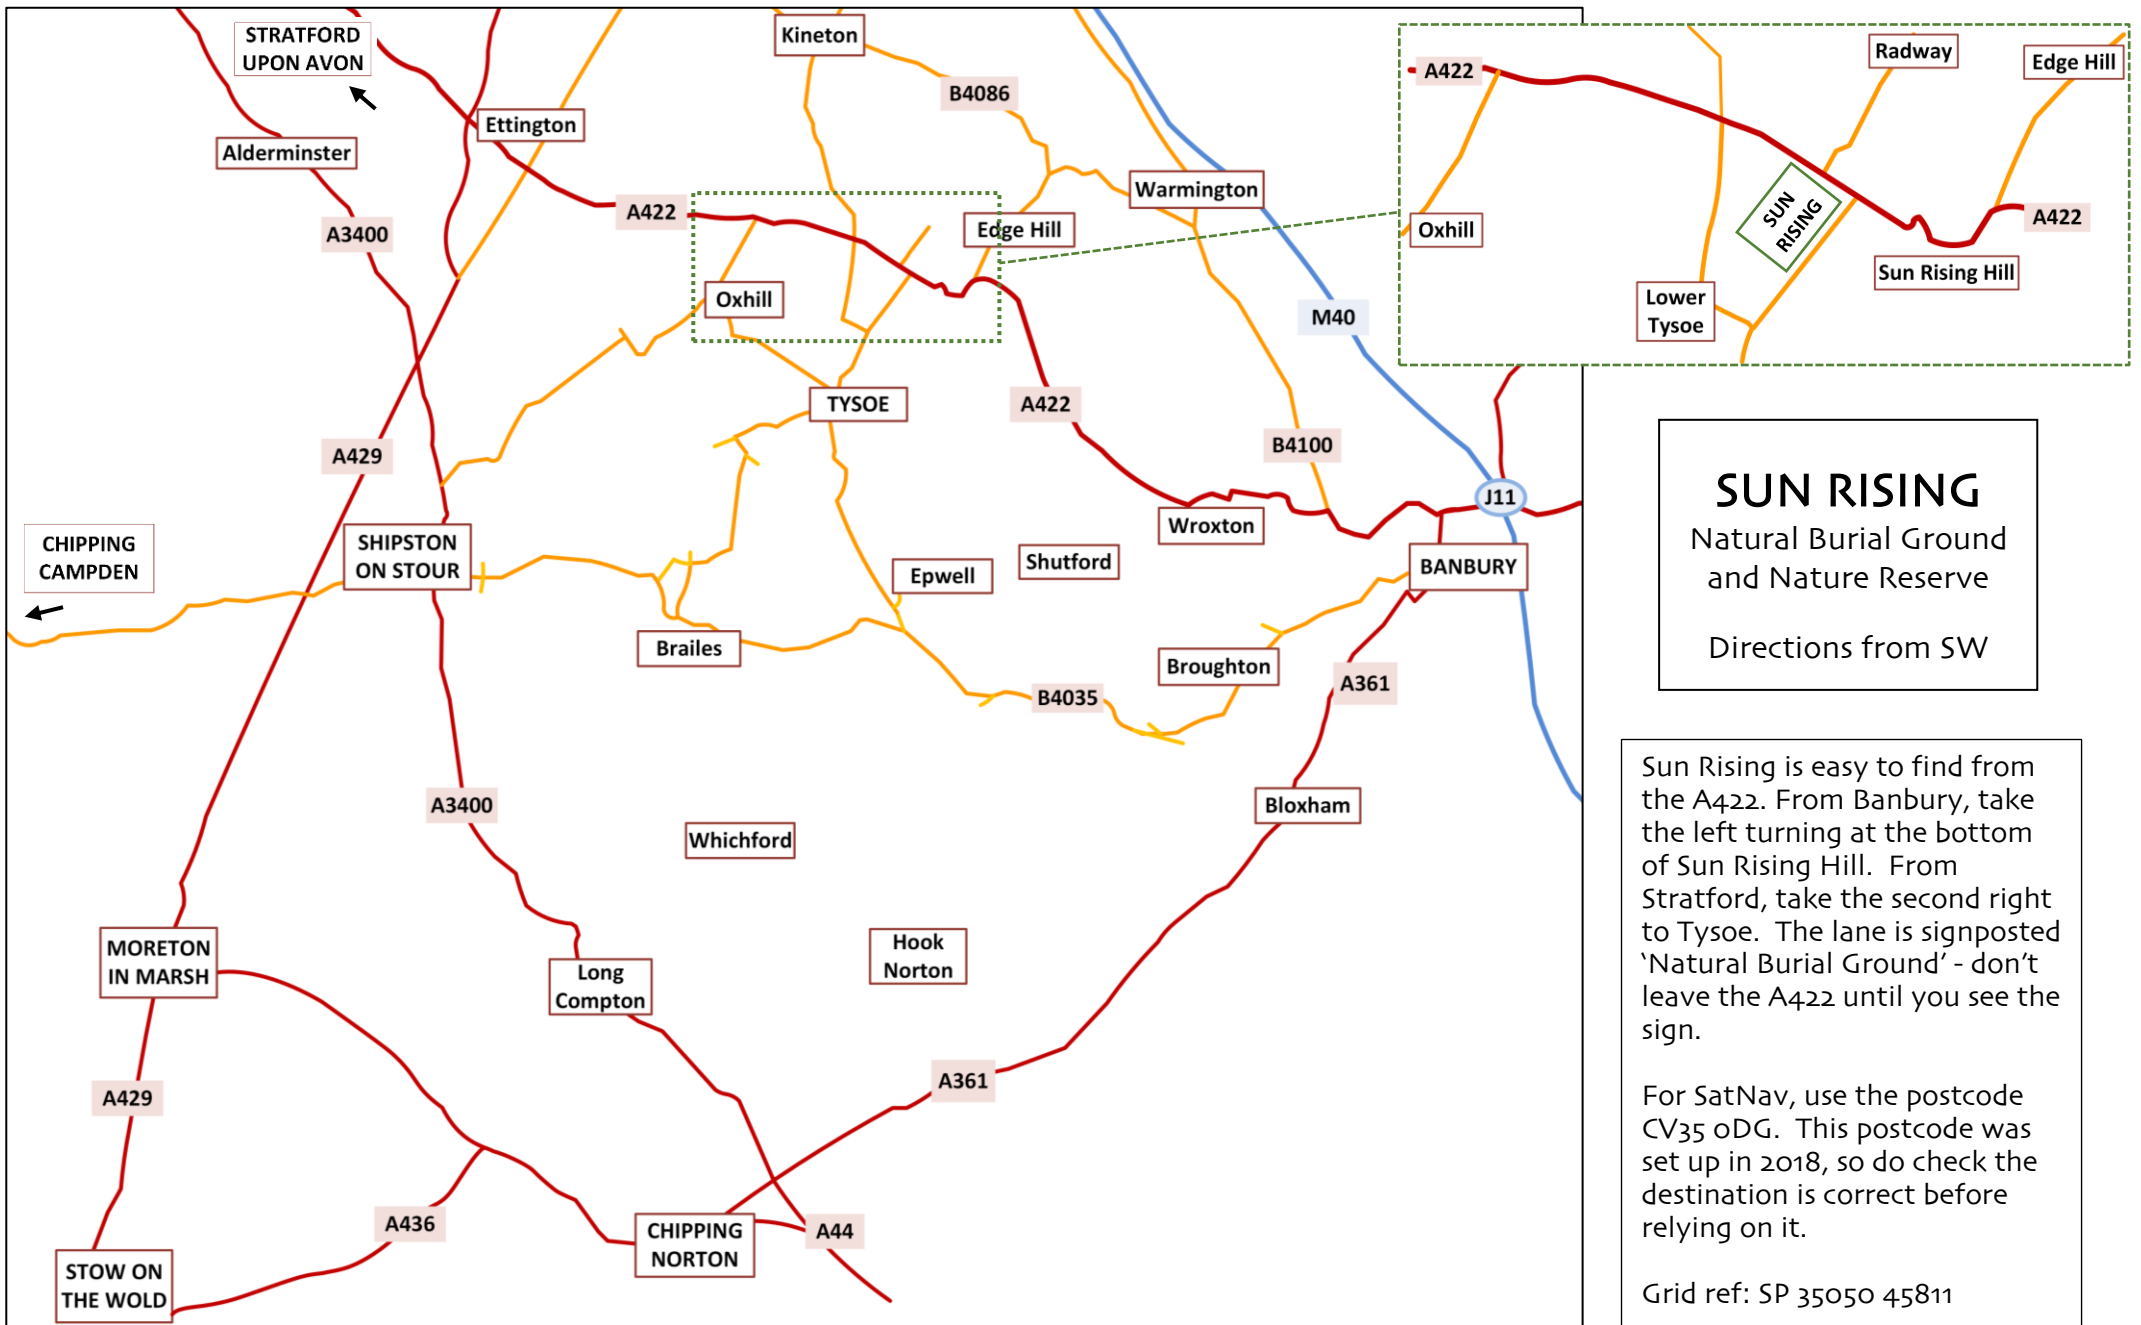 STRATFORD
UPON AVON
Kineton
B4086
Ettington
Alderminster
A422
Warmington
A3400
Edge Hill
Oxhill
M40
TYSOE
A422
A429
B4100
J11
CHIPPING
CAMPDEN
SHIPSTON
ON STOUR
Wroxton
Shutford
Epwell
BANBURY
Brailes
Broughton
B4035
A361
A3400
Bloxham
Whichford
MORETON
IN MARSH
Hook
Norton
Long
Compton
A429
A361
A436
CHIPPING
NORTON
A44
STOW ON
THE WOLD
A422
Radway
Edge Hill
Oxhill
SUN
RISING
A422
Sun Rising Hill
Lower
Tysoe
SUN RISING
Natural Burial Ground
and Nature Reserve
Directions from SW
Sun Rising is easy to find from
the A422. From Banbury, take
the left turning at the bottom
of Sun Rising Hill.  From
Stratford, take the second right
to Tysoe.  The lane is signposted
‘Natural Burial Ground’ - don’t
leave the A422 until you see the
sign.
For SatNav, use the postcode
CV35 0DG.  This postcode was
set up in 2018, so do check the
destination is correct before
relying on it.
Grid ref: SP 35050 45811